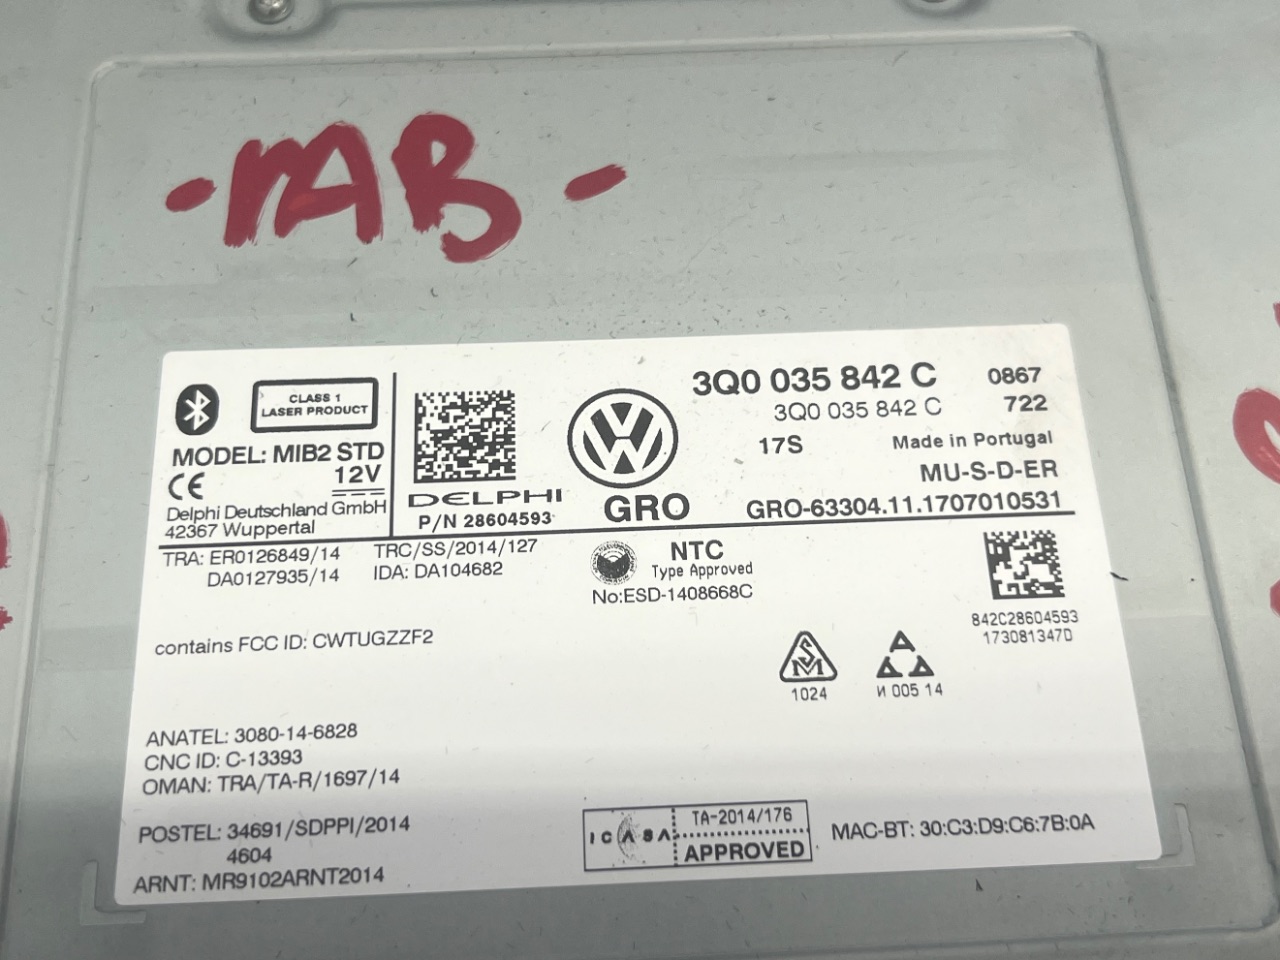 CLASS 1
LASER PRODUCT
MODEL: MIB2 STD
12V
CE
Delphi Deutschland GmbH
42367 Wuppertal
DELPHI
P/N 28604593
VW
GRO
3Q0 035 842 C 0867
3Q0 035 842 C 722
17S Made in Portugal
MU-S-D-ER
GRO-63304.11.1707010531
TRA: ER0126849/14
DA0127935/14
TRC/SS/2014/127
IDA: DA104682
NTC
Type Approved
No:ESD-1408668C
842C28604593
173081347D
contains FCC ID: CWTUGZZF2
SM
1024
И 005 14
ANATEL: 3080-14-6828
CNC ID: C-13393
OMAN: TRA/TA-R/1697/14
POSTEL: 34691/SDPPI/2014
4604
ARNT: MR9102ARNT2014
ICASA
TA-2014/176
APPROVED
MAC-BT: 30:C3:D9:C6:7B:0A